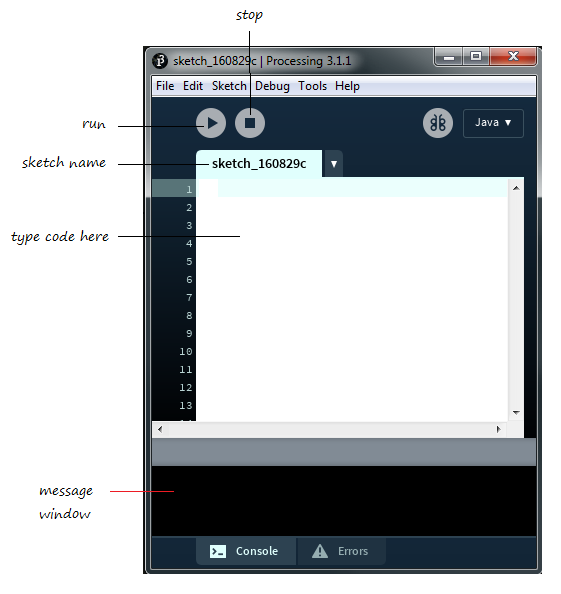 stop
sketch_160829c | Processing 3.1.1
File Edit Sketch Debug Tools Help
run
Java ▼
sketch name
sketch_160829c ▼
1
2
3
type code here
4
5
6
7
8
9
10
11
12
13
message
window
Console
Errors